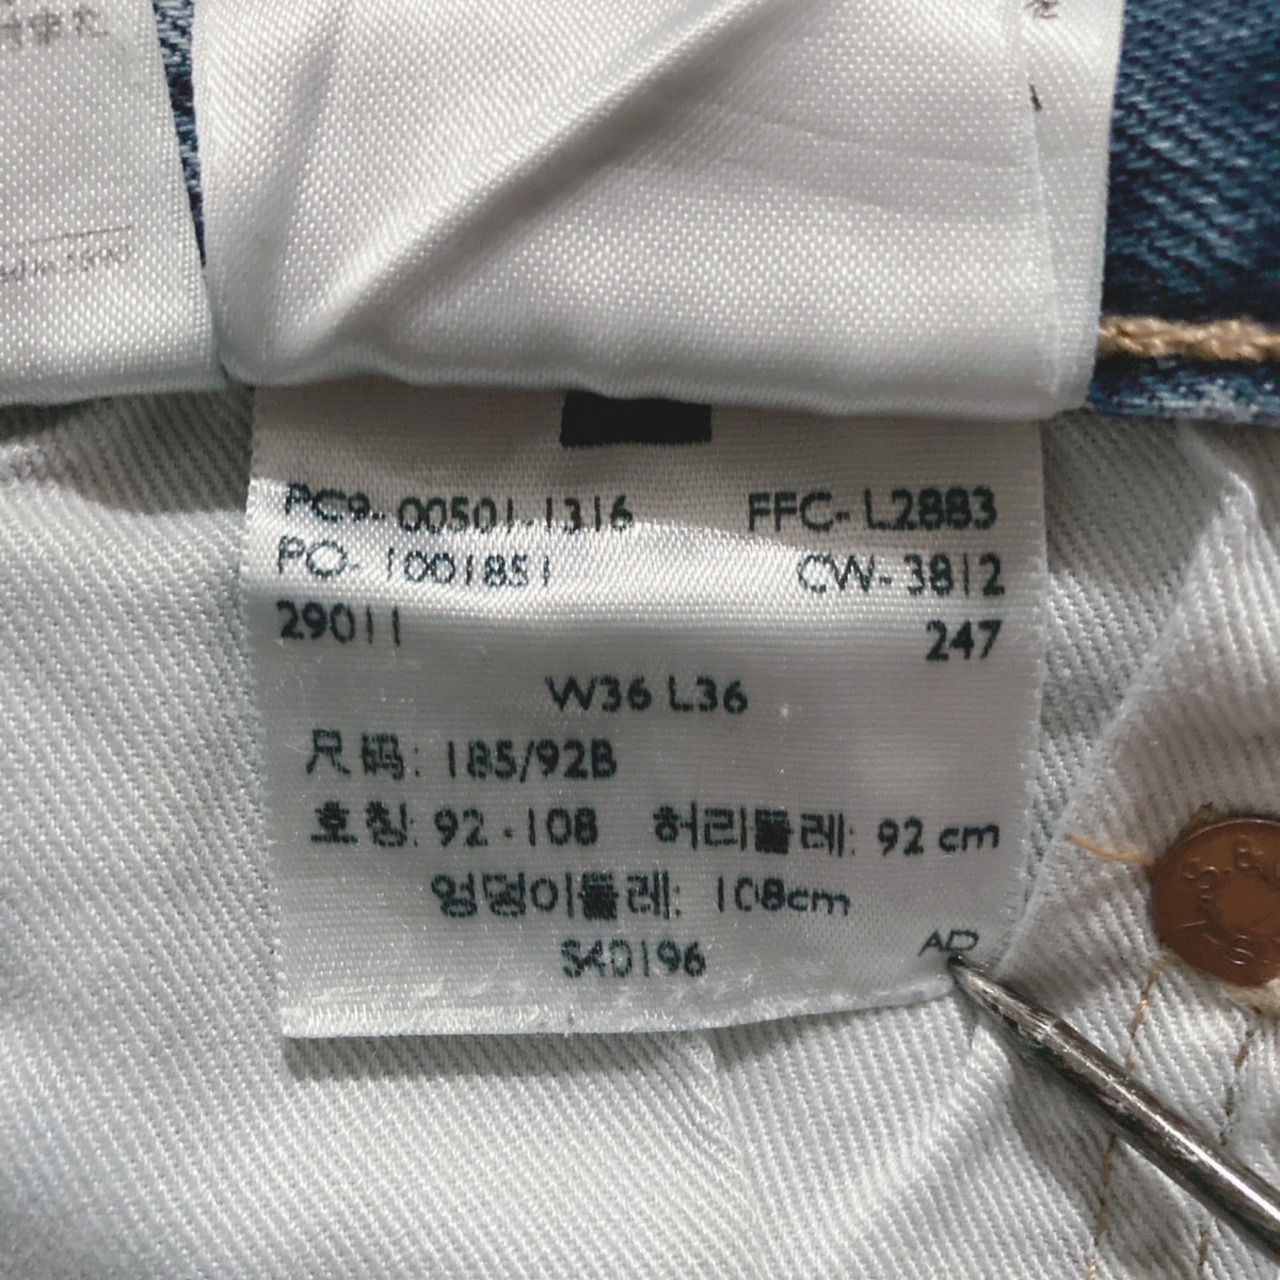 PC9-00501-1316 FFC-L2883
PO-1001851 CW-3812
29011 247
W36 L36
尺码: 185/92B
호칭: 92-108 허리둘레: 92 cm
엉덩이둘레: 108cm
S40196
AD